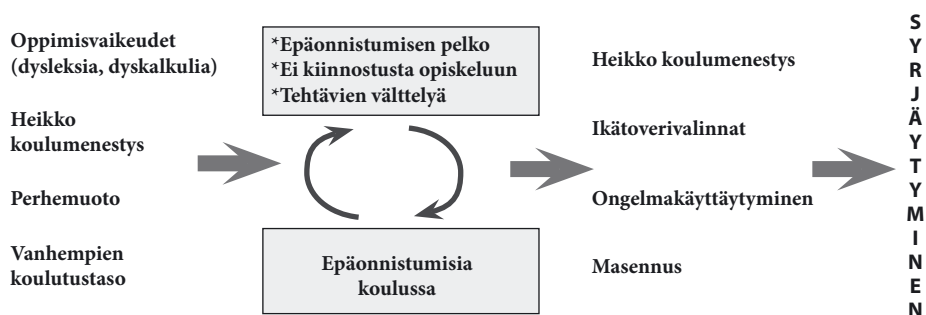 Oppimisvaikeudet
(dysleksia, dyskalkulia)
Heikko
koulumenestys
Perhemuoto
Vanhempien
koulutustaso
*Epäonnistumisen pelko
*Ei kiinnostusta opiskeluun
*Tehtävien välttelyä
Epäonnistumisia
koulussa
Heikko koulumenestys
Ikätoverivalinnat
Ongelmakäyttäytyminen
Masennus
SYRJÄYTYMINEN